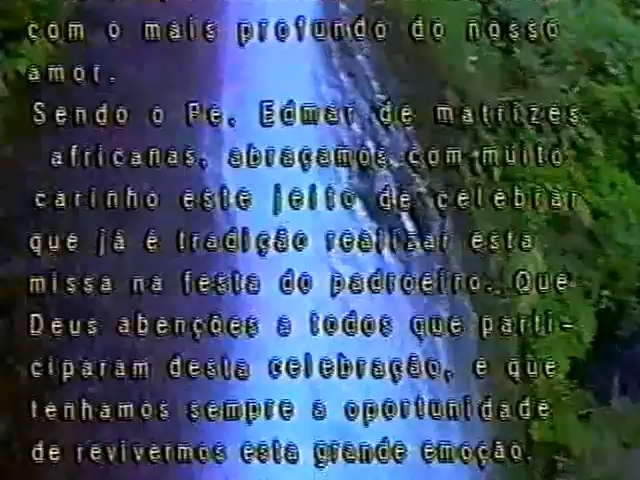 com o mais profundo do nosso
amor.
Sendo o Pe. Edmar de matrizes
africanas, abraçamos com muito
carinho este jeito de celebrar
que já é tradição realizar esta
missa na festa do padroeiro. Que
Deus abenções a todos que parti-
ciparam desta celebração, e que
tenhamos sempre a oportunidade
de revivermos esta grande emoção.